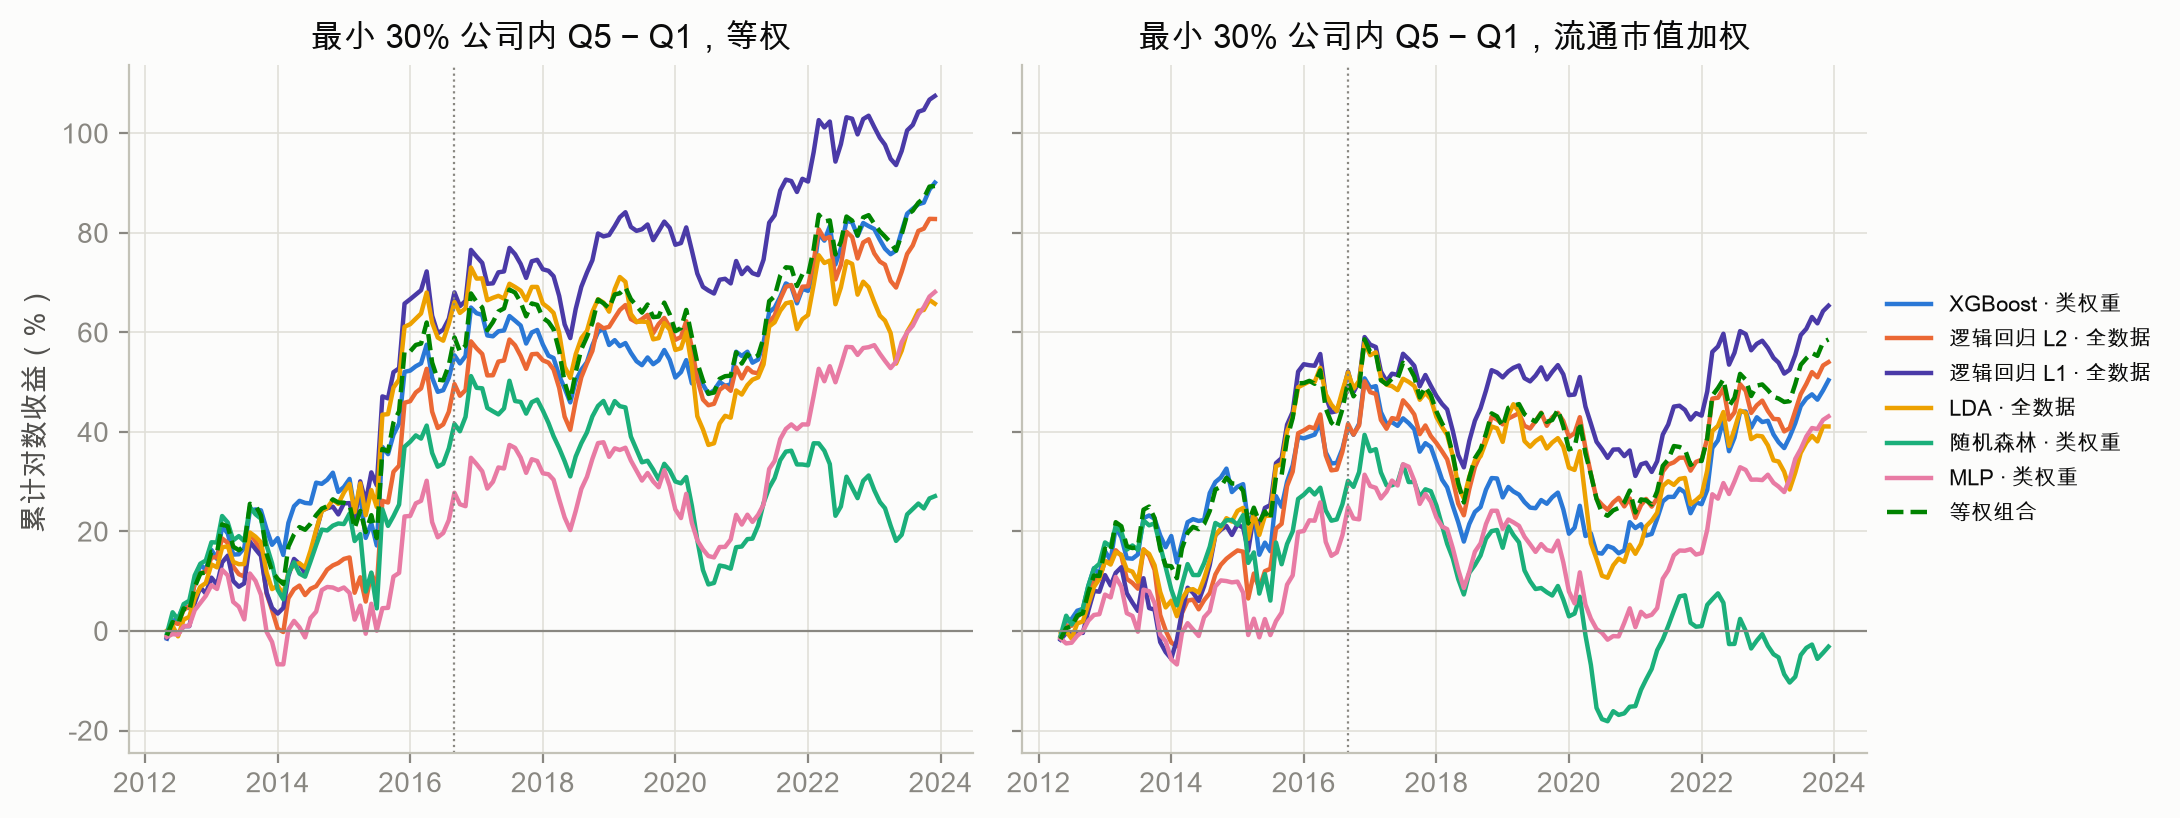 最小 30% 公司内 Q5 – Q1，等权
最小 30% 公司内 Q5 – Q1，流通市值加权
累计对数收益（%）
100
80
60
40
20
0
-20
2012 2014 2016 2018 2020 2022 2024
2012 2014 2016 2018 2020 2022 2024
XGBoost · 类权重
逻辑回归 L2 · 全数据
逻辑回归 L1 · 全数据
LDA · 全数据
随机森林 · 类权重
MLP · 类权重
等权组合